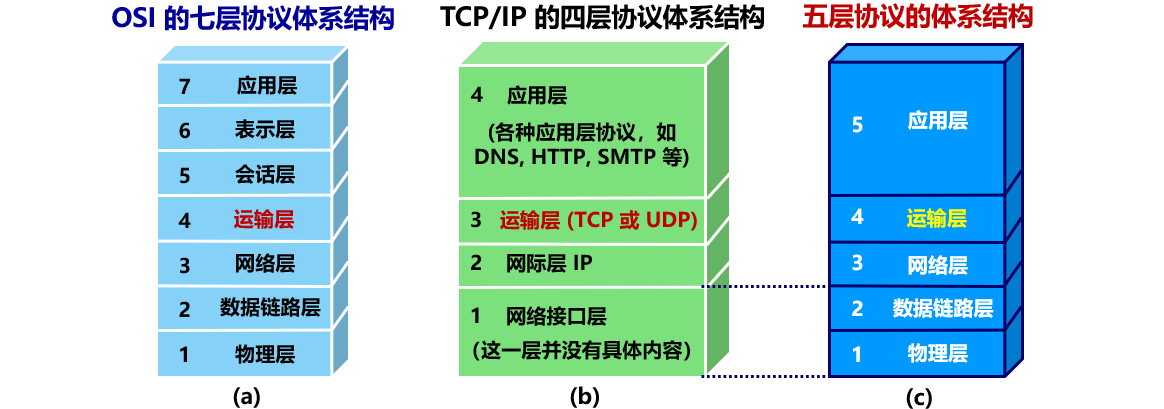 OSI 的七层协议体系结构
7 应用层
6 表示层
5 会话层
4 运输层
3 网络层
2 数据链路层
1 物理层
(a)
TCP/IP 的四层协议体系结构
4 应用层
(各种应用层协议，如
DNS, HTTP, SMTP 等)
3 运输层 (TCP 或 UDP)
2 网际层 IP
1 网络接口层
(这一层并没有具体内容)
(b)
五层协议的体系结构
5 应用层
4 运输层
3 网络层
2 数据链路层
1 物理层
(c)